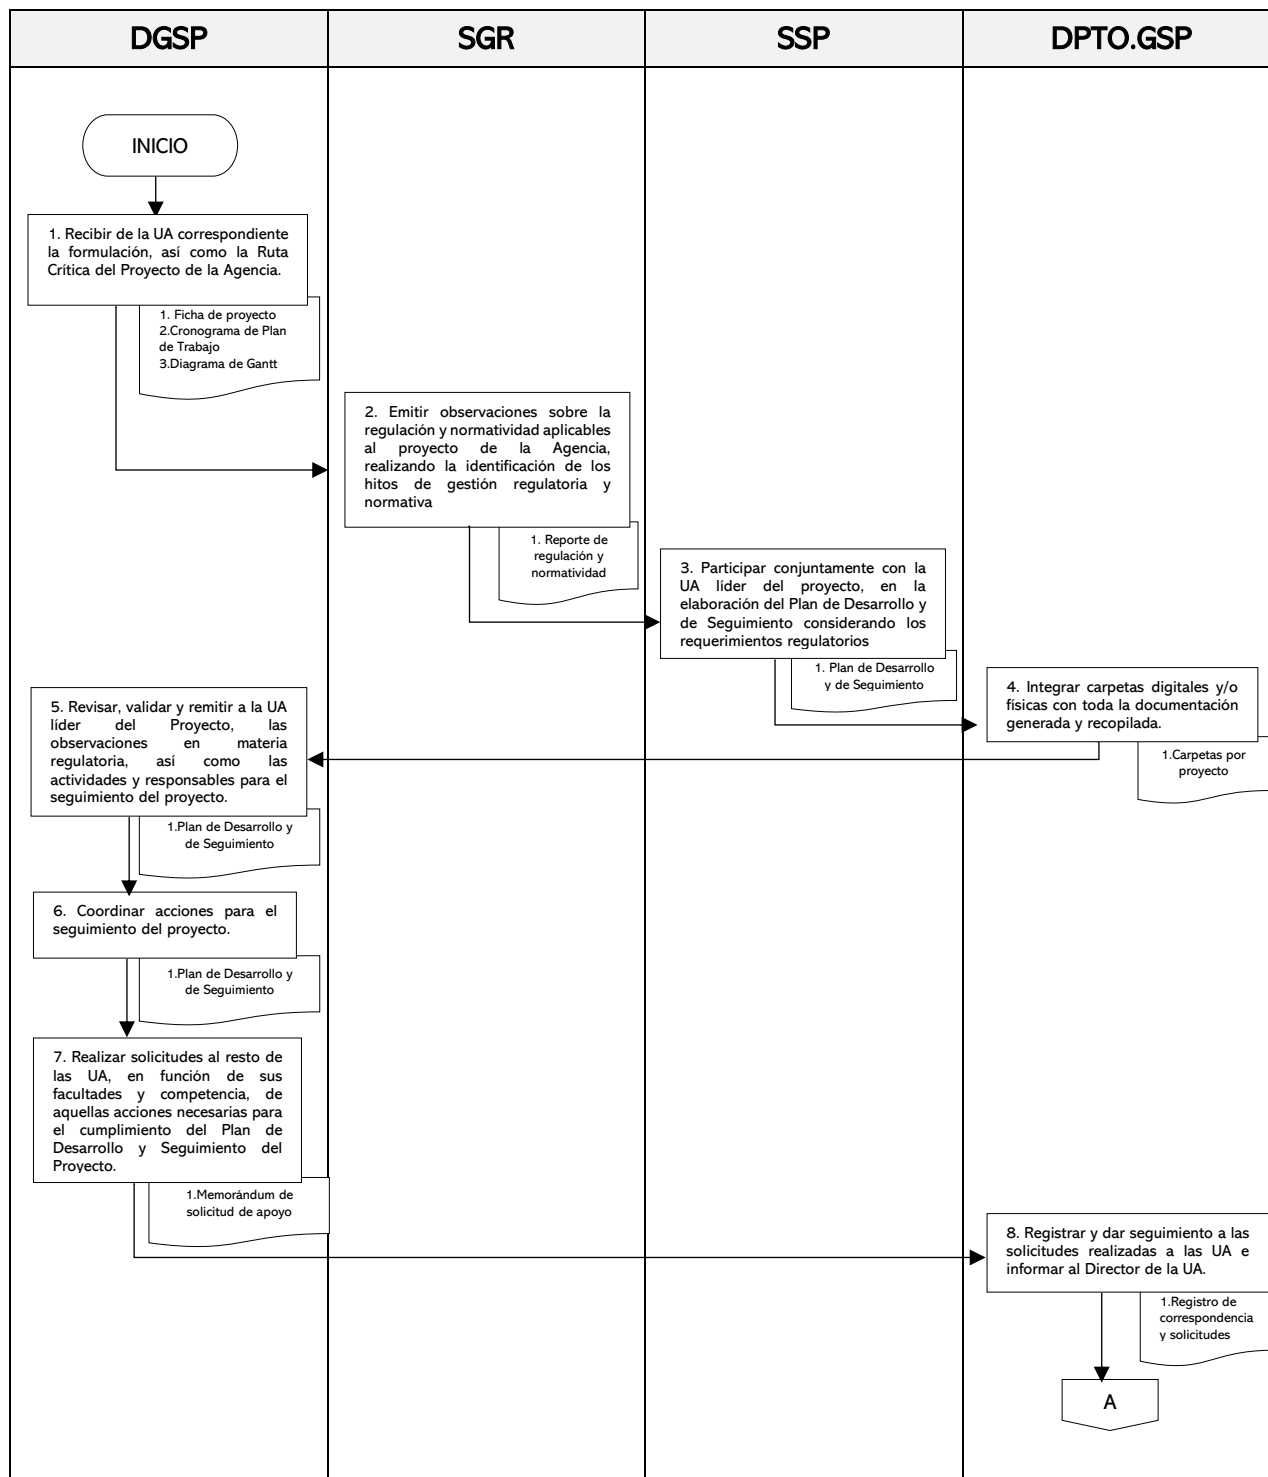 DGSP
SGR
SSP
DPTO.GSP
INICIO
1. Recibir de la UA correspondiente
la formulación, así como la Ruta
Crítica del Proyecto de la Agencia.
1. Ficha de proyecto
2.Cronograma de Plan
de Trabajo
3.Diagrama de Gantt
2. Emitir observaciones sobre la
regulación y normatividad aplicables
al proyecto de la Agencia,
realizando la identificación de los
hitos de gestión regulatoria y
normativa
1. Reporte de
regulación y
normatividad
3. Participar conjuntamente con la
UA líder del proyecto, en la
elaboración del Plan de Desarrollo y
de Seguimiento considerando los
requerimientos regulatorios
1. Plan de Desarrollo
y de Seguimiento
4. Integrar carpetas digitales y/o
físicas con toda la documentación
generada y recopilada.
1.Carpetas por
proyecto
5. Revisar, validar y remitir a la UA
líder del Proyecto, las
observaciones en materia
regulatoria, así como las
actividades y responsables para el
seguimiento del proyecto.
1.Plan de Desarrollo y
de Seguimiento
6. Coordinar acciones para el
seguimiento del proyecto.
1.Plan de Desarrollo y
de Seguimiento
7. Realizar solicitudes al resto de
las UA, en función de sus
facultades y competencia, de
aquellas acciones necesarias para
el cumplimiento del Plan de
Desarrollo y Seguimiento del
Proyecto.
1.Memorándum de
solicitud de apoyo
8. Registrar y dar seguimiento a las
solicitudes realizadas a las UA e
informar al Director de la UA.
1.Registro de
correspondencia
y solicitudes
A